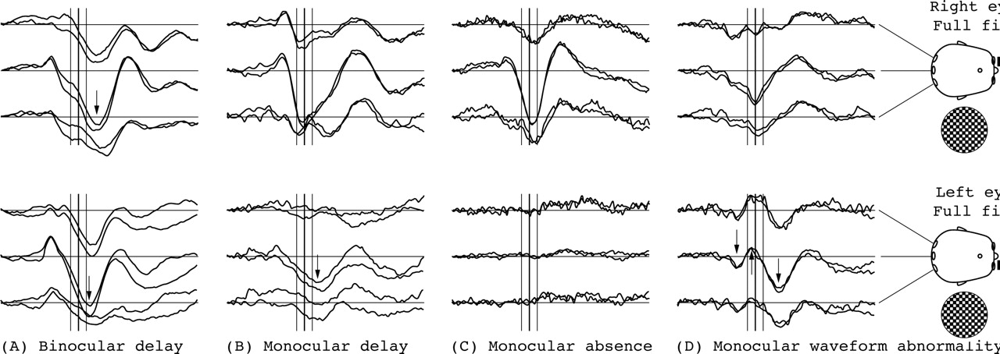 Right ey
Full fi
Left ey
Full fi
(A) Binocular delay
(B) Monocular delay
(C) Monocular absence
(D) Monocular waveform abnormality